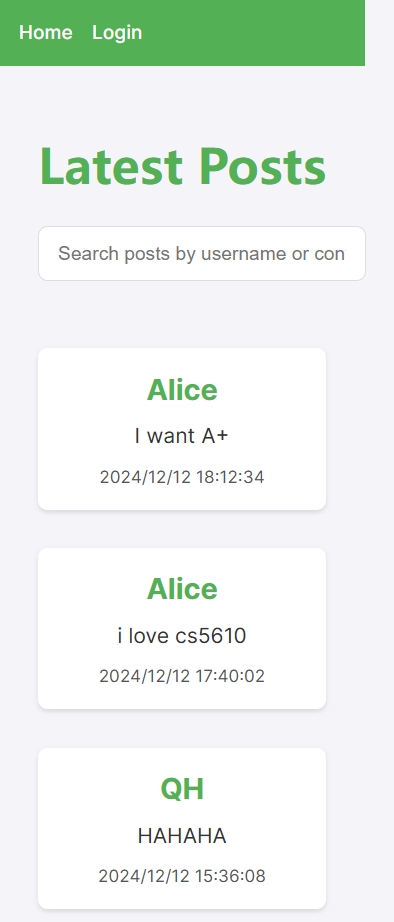 Home Login
Latest Posts
Search posts by username or con
Alice
I want A+
2024/12/12 18:12:34
Alice
i love cs5610
2024/12/12 17:40:02
QH
HAHAHA
2024/12/12 15:36:08